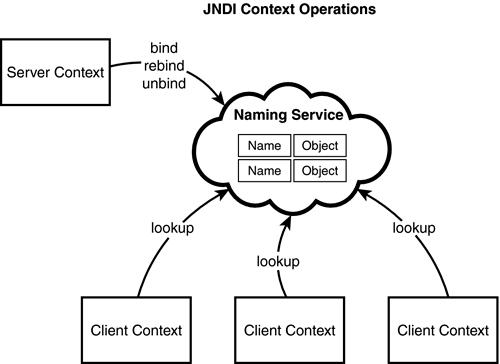 JNDI Context Operations
Server Context
bind
rebind
unbind
Naming Service
Name Object
Name Object
lookup
lookup
lookup
Client Context
Client Context
Client Context